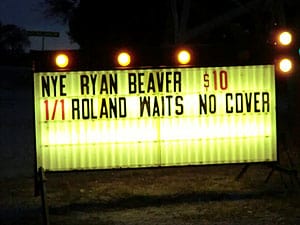 NYE RYAN BEAVER $10
1/1 ROLAND WAITS NO COVER